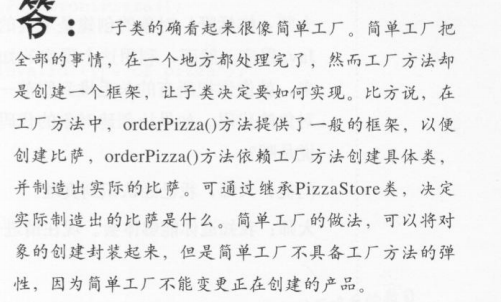 答： 子类的确看起来很像简单工厂。简单工厂把
全部的事情，在一个地方都处理完了，然而工厂方法却
是创建一个框架，让子类决定要如何实现。比方说，在
工厂方法中，orderPizza()方法提供了一般的框架，以便
创建比萨，orderPizza()方法依赖工厂方法创建具体类，
并制造出实际的比萨。可通过继承PizzaStore类，决定
实际制造出的比萨是什么。简单工厂的做法，可以将对
象的创建封装起来，但是简单工厂不具备工厂方法的弹
性，因为简单工厂不能变更正在创建的产品。